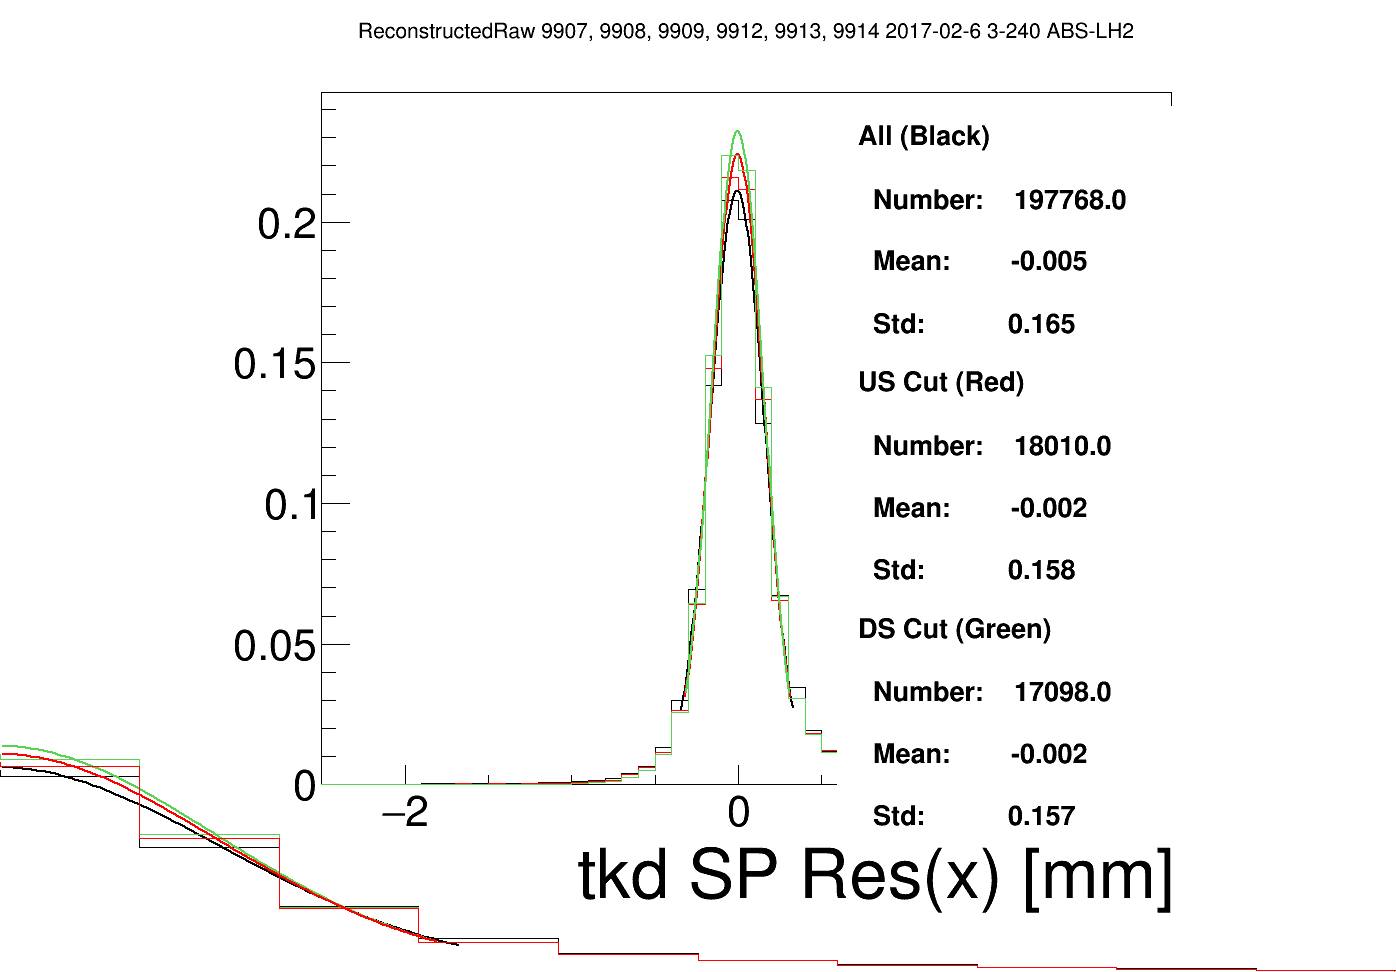 ReconstructedRaw 9907, 9908, 9909, 9912, 9913, 9914 2017-02-6 3-240 ABS-LH2
All (Black)
Number: 197768.0
Mean: -0.005
Std: 0.165
US Cut (Red)
Number: 18010.0
Mean: -0.002
Std: 0.158
DS Cut (Green)
Number: 17098.0
Mean: -0.002
Std: 0.157
0.2
0.15
0.1
0.05
0
−2 0
tkd SP Res(x) [mm]